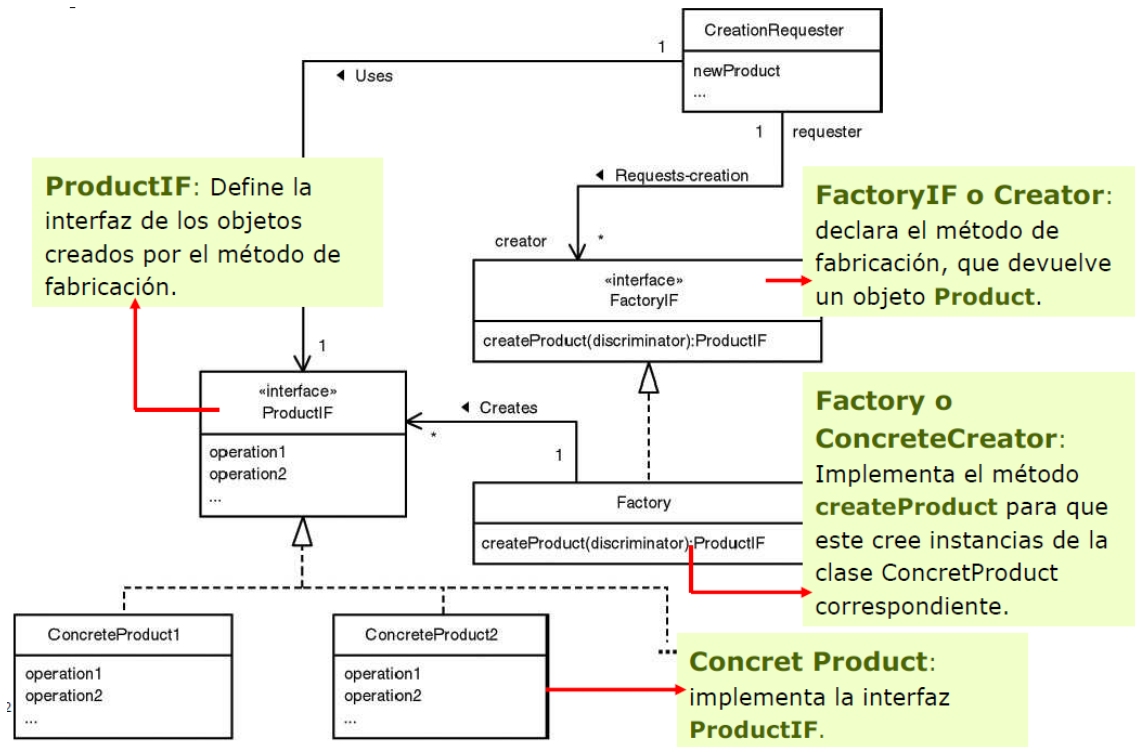 CreationRequester
newProduct
...
1
◄ Uses
1
requester
◄ Requests-creation
creator
*
ProductIF: Define la
interfaz de los objetos
creados por el método de
fabricación.
FactoryIF o Creator:
declara el método de
fabricación, que devuelve
un objeto Product.
«interface»
FactoryIF
createProduct(discriminator):ProductIF
1
«interface»
ProductIF
operation1
operation2
...
◄ Creates
*
1
Factory o
ConcreteCreator:
Implementa el método
createProduct para que
este cree instancias de la
clase ConcretProduct
correspondiente.
Factory
createProduct(discriminator):ProductIF
ConcreteProduct1
operation1
operation2
...
ConcreteProduct2
operation1
operation2
...
Concret Product:
implementa la interfaz
ProductIF.
2